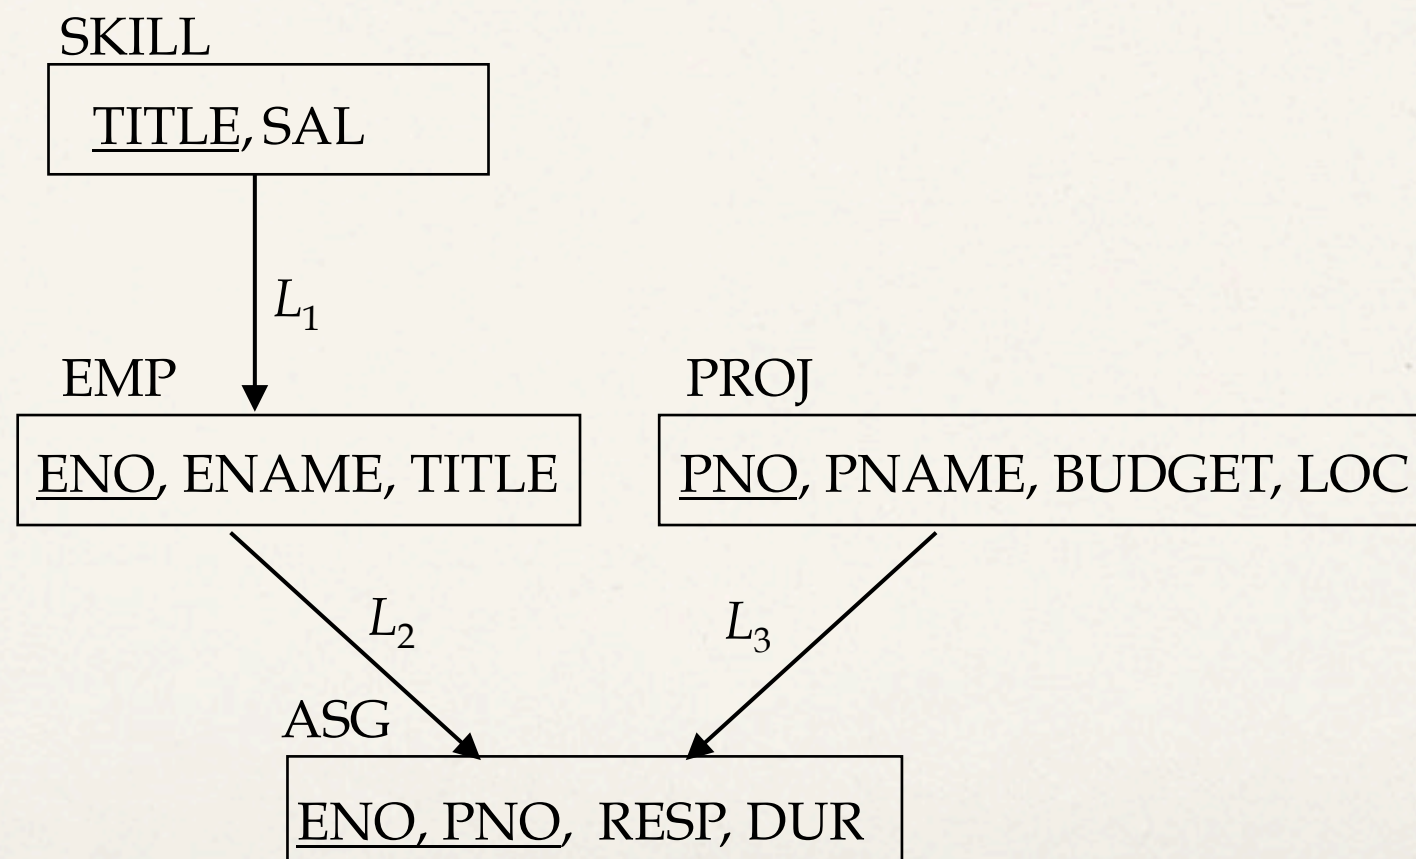 SKILL
TITLE, SAL
L1
EMP
PROJ
ENO, ENAME, TITLE
PNO, PNAME, BUDGET, LOC
L2
L3
ASG
ENO, PNO, RESP, DUR